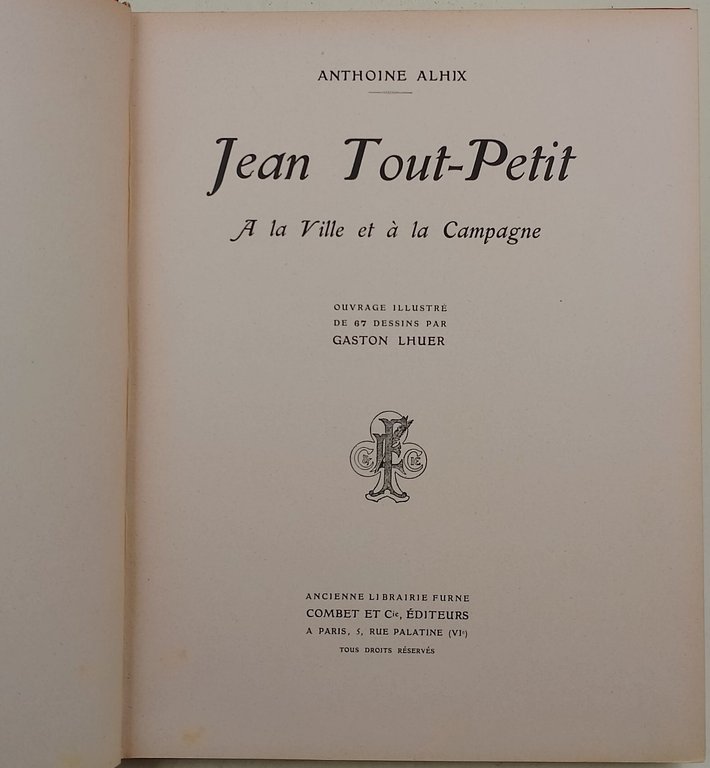 ANTHOINE ALHIX
Jean Tout-Petit
A la Ville et à la Campagne
OUVRAGE ILLUSTRÉ
DE 67 DESSINS PAR
GASTON LHUER
ANCIENNE LIBRAIRIE FURNE
COMBET ET Cie, ÉDITEURS
A PARIS, 5, RUE PALATINE (VIe)
TOUS DROITS RÉSERVÉS